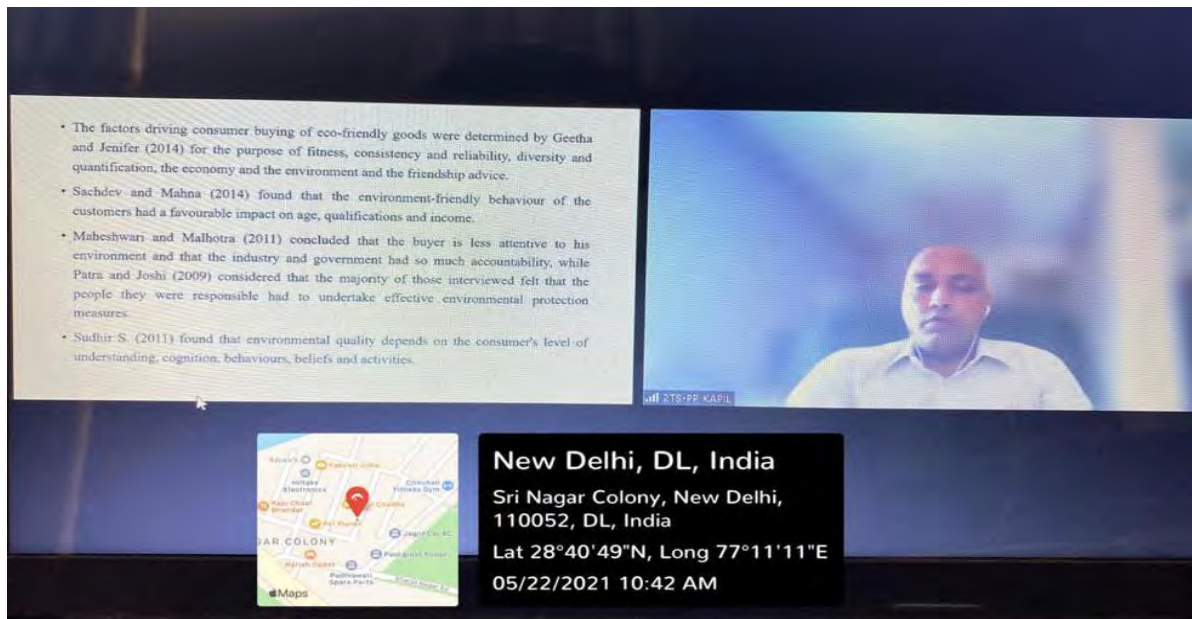 • The factors driving consumer buying of eco-friendly goods were determined by Geetha
and Jenifer (2014) for the purpose of fitness, consistency and reliability, diversity and
quantification, the economy and the environment and the friendship advice.
• Sachdev and Mahna (2014) found that the environment-friendly behaviour of the
customers had a favourable impact on age, qualifications and income.
• Maheshwari and Malhotra (2011) concluded that the buyer is less attentive to his
environment and that the industry and government had so much accountability, while
Patra and Joshi (2009) considered that the majority of those interviewed felt that the
people they were responsible had to undertake effective environmental protection
measures.
• Sudhir S. (2011) found that environmental quality depends on the consumer's level of
understanding, cognition, behaviours, beliefs and activities.
2TS-PP KAPIL
Electronics
Fitness Gym
Bhandar
GAR COLONY
Padmawati
Spare Parts
Maps
New Delhi, DL, India
Sri Nagar Colony, New Delhi,
110052, DL, India
Lat 28°40'49"N, Long 77°11'11"E
05/22/2021 10:42 AM